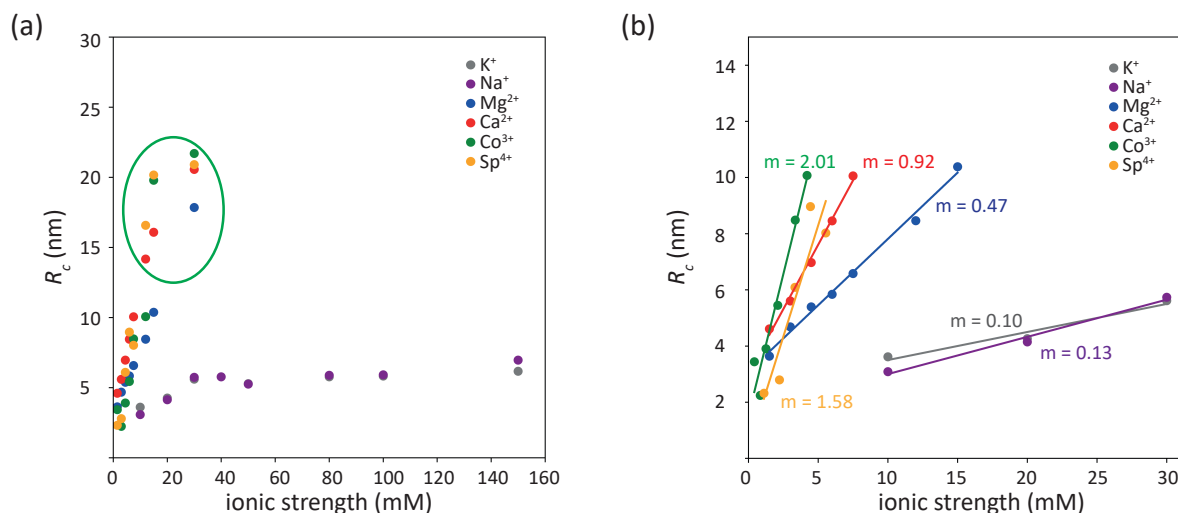 (a)
30
25
20
15
10
5
R_c (nm)
0
20
40
60
80
100
120
140
160
ionic strength (mM)
K⁺
Na⁺
Mg²⁺
Ca²⁺
Co³⁺
Sp⁴⁺
(b)
14
12
10
8
6
4
2
R_c (nm)
0
5
10
15
20
25
30
ionic strength (mM)
K⁺
Na⁺
Mg²⁺
Ca²⁺
Co³⁺
Sp⁴⁺
m = 2.01
m = 0.92
m = 0.47
m = 0.10
m = 0.13
m = 1.58